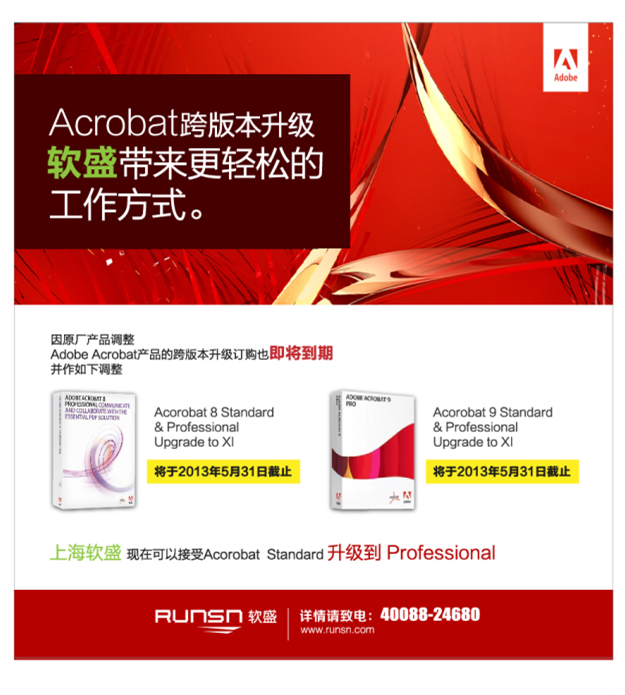 Adobe
Acrobat跨版本升级
软盛带来更轻松的
工作方式。
因原厂产品调整
Adobe Acrobat产品的跨版本升级订购也即将到期
并作如下调整
ADOBE ACROBAT 8
PROFESSIONAL COMMUNICATE
AND COLLABORATE WITH THE
ESSENTIAL PDF SOLUTION
Acorobat 8 Standard
& Professional
Upgrade to XI
将于2013年5月31日截止
ADOBE ACROBAT 9
PRO
Acorobat 9 Standard
& Professional
Upgrade to XI
将于2013年5月31日截止
上海软盛 现在可以接受Acorobat Standard 升级到 Professional
RUNSN 软盛
详情请致电：40088-24680
www.runsn.com